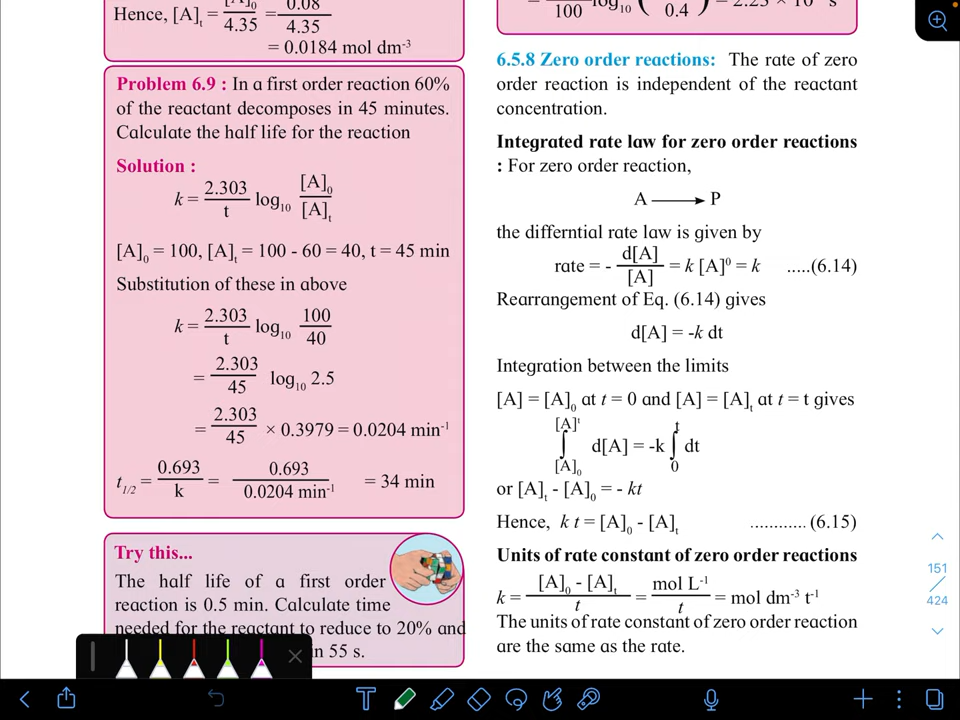 Hence, [A]t = [A]0/4.35 = 0.08/4.35
= 0.0184 mol dm-3
Problem 6.9 : In a first order reaction 60%
of the reactant decomposes in 45 minutes.
Calculate the half life for the reaction
Solution :
k = 2.303/t log10 [A]0/[A]t
[A]0 = 100, [A]t = 100 - 60 = 40, t = 45 min
Substitution of these in above
k = 2.303/t log10 100/40
= 2.303/45 log10 2.5
= 2.303/45 × 0.3979 = 0.0204 min-1
t1/2 = 0.693/k = 0.693/0.0204 min-1 = 34 min
Try this...
The half life of a first order
reaction is 0.5 min. Calculate time
needed for the reactant to reduce to 20% and
in 55 s.
100 log10 ( 0.4 )
6.5.8 Zero order reactions: The rate of zero
order reaction is independent of the reactant
concentration.
Integrated rate law for zero order reactions
: For zero order reaction,
A → P
the differntial rate law is given by
rate = - d[A]/[A] = k [A]0 = k .....(6.14)
Rearrangement of Eq. (6.14) gives
d[A] = -k dt
Integration between the limits
[A] = [A]0 at t = 0 and [A] = [A]t at t = t gives
∫[A]0[A]t d[A] = -k ∫0t dt
or [A]t - [A]0 = - kt
Hence, k t = [A]0 - [A]t ............ (6.15)
Units of rate constant of zero order reactions
k = [A]0 - [A]t/t = mol L-1/t = mol dm-3 t-1
The units of rate constant of zero order reaction
are the same as the rate.
151
424